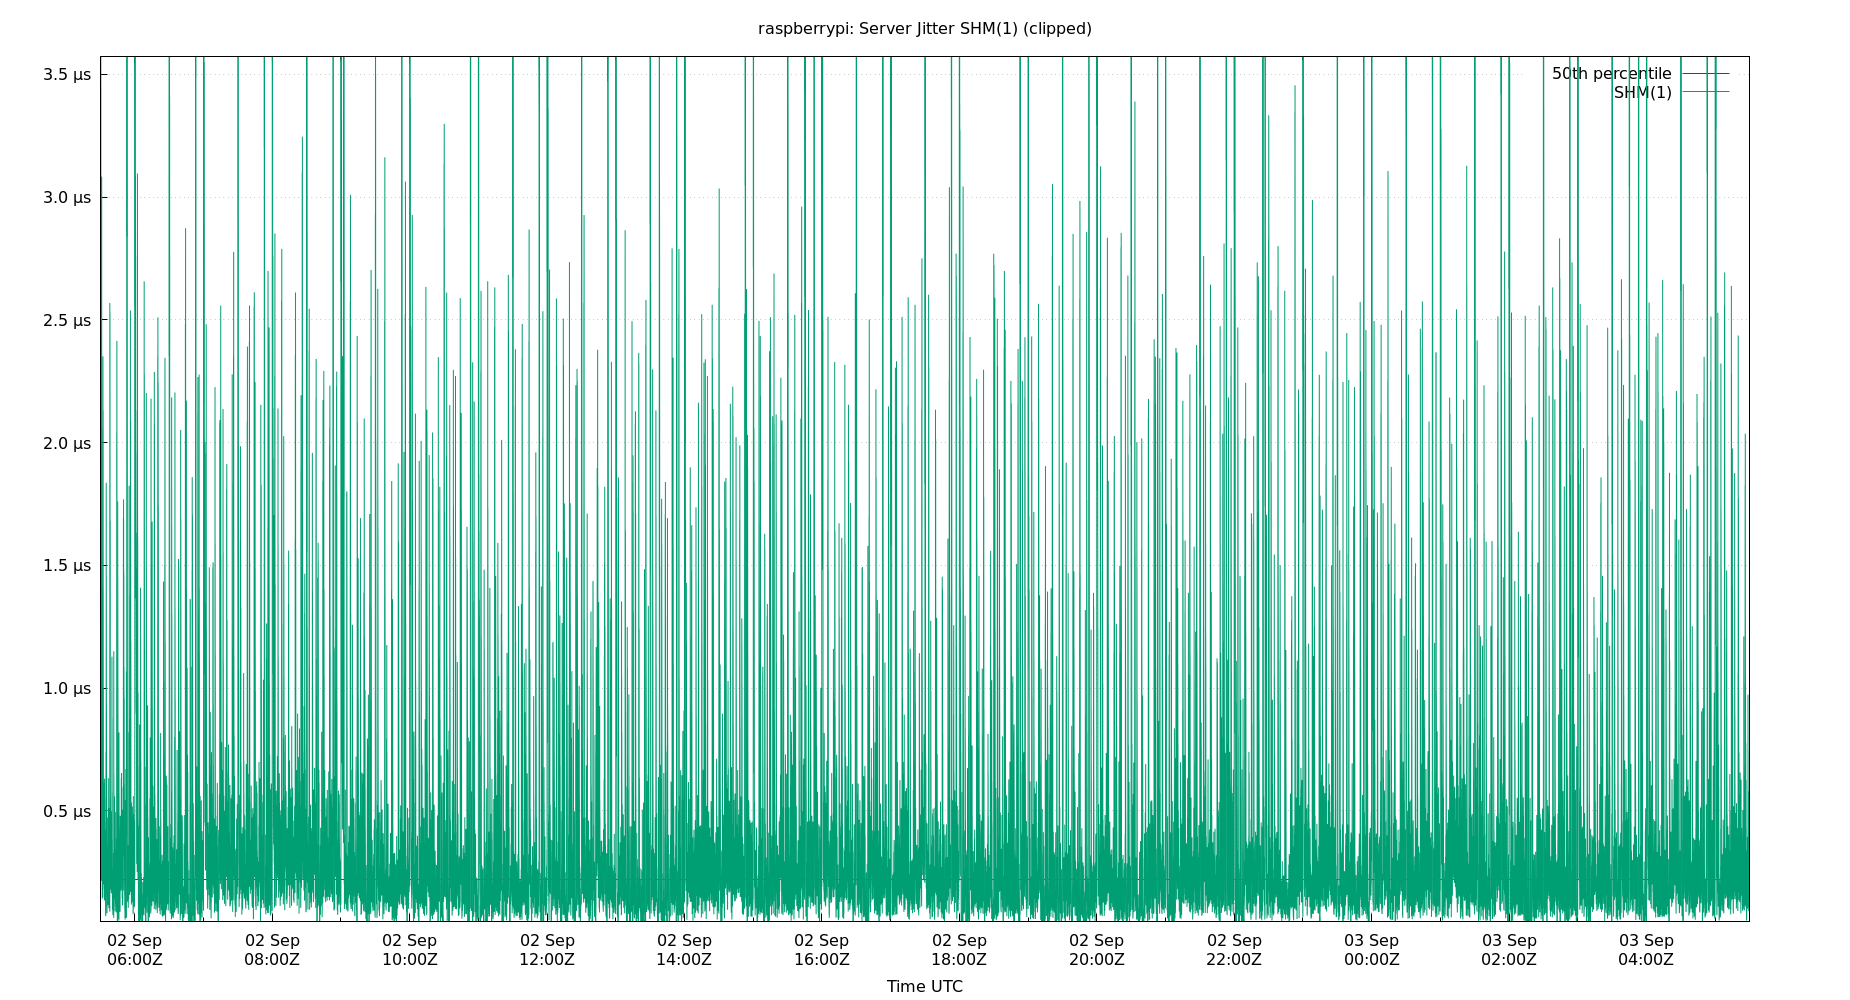 raspberrypi: Server Jitter SHM(1) (clipped)
3.5 µs
3.0 µs
2.5 µs
2.0 µs
1.5 µs
1.0 µs
0.5 µs
50th percentile
SHM(1)
02 Sep 02 Sep 02 Sep 02 Sep 02 Sep 02 Sep 02 Sep 02 Sep 02 Sep 03 Sep 03 Sep 03 Sep
06:00Z 08:00Z 10:00Z 12:00Z 14:00Z 16:00Z 18:00Z 20:00Z 22:00Z 00:00Z 02:00Z 04:00Z
Time UTC